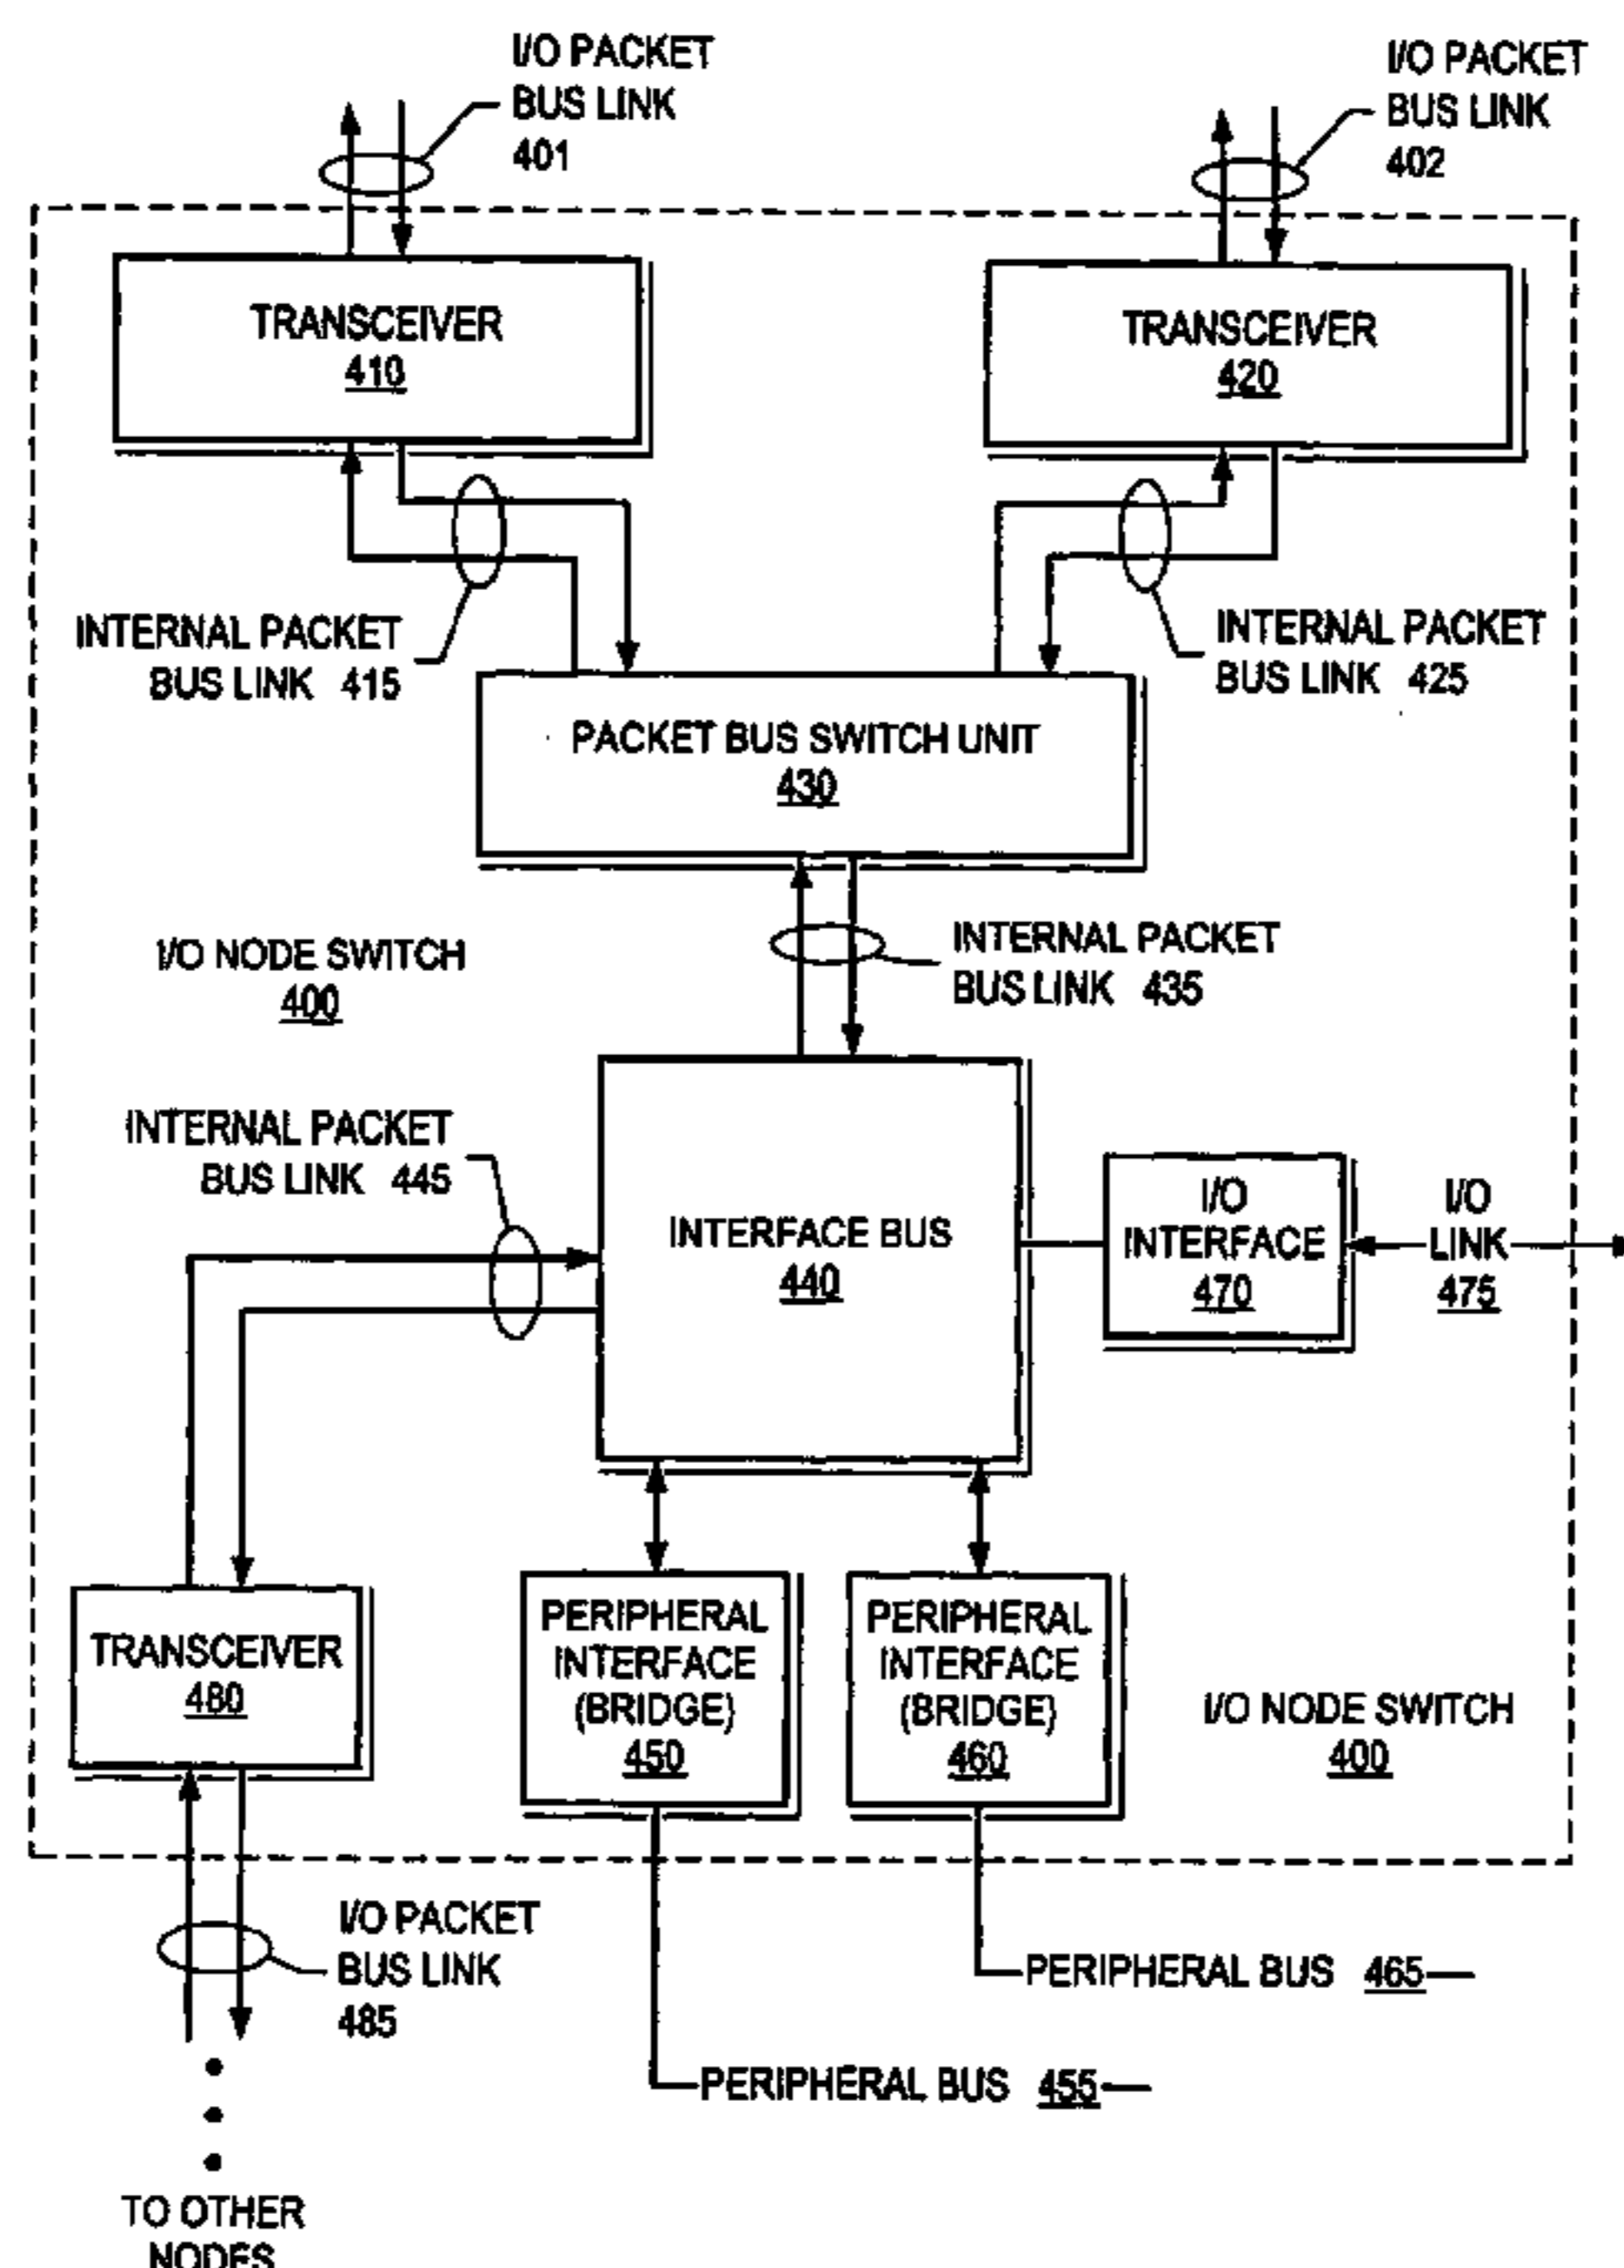 I/O PACKET
BUS LINK
401
I/O PACKET
BUS LINK
402
TRANSCEIVER
410
TRANSCEIVER
420
INTERNAL PACKET
BUS LINK 415
INTERNAL PACKET
BUS LINK 425
PACKET BUS SWITCH UNIT
430
I/O NODE SWITCH
400
INTERNAL PACKET
BUS LINK 435
INTERNAL PACKET
BUS LINK 445
INTERFACE BUS
440
I/O
INTERFACE
470
I/O
LINK
475
TRANSCEIVER
480
PERIPHERAL
INTERFACE
(BRIDGE)
450
PERIPHERAL
INTERFACE
(BRIDGE)
460
I/O NODE SWITCH
400
I/O PACKET
BUS LINK
485
PERIPHERAL BUS 465
PERIPHERAL BUS 455
TO OTHER
NODES